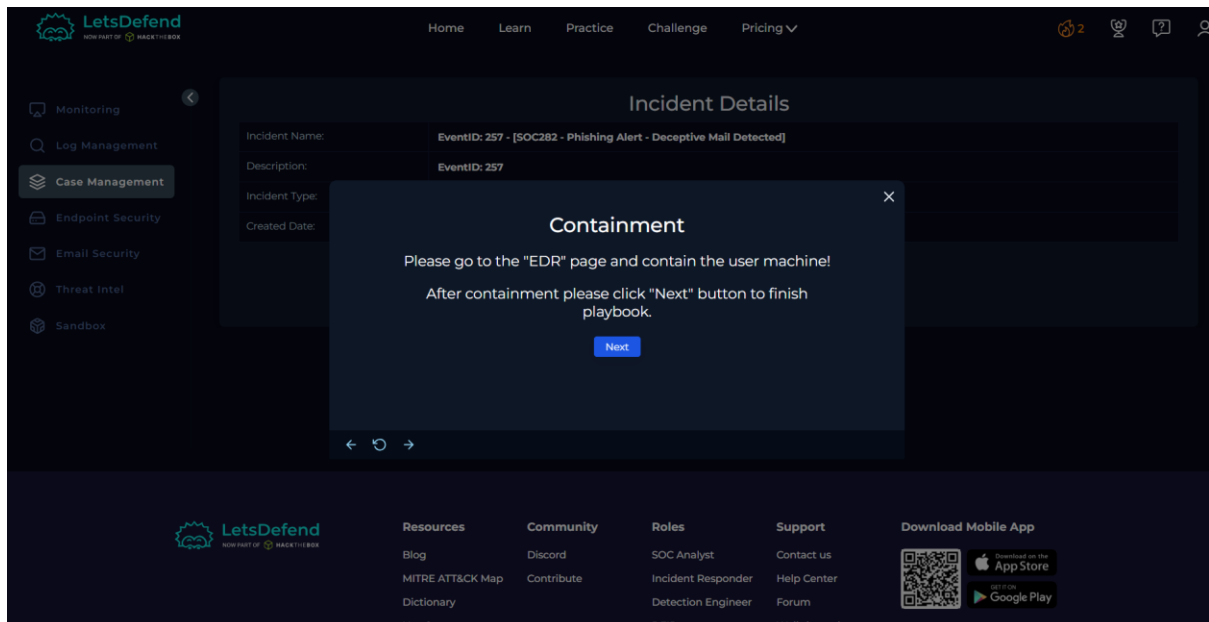 LetsDefend
NOW PART OF HACKTHEBOX
Home Learn Practice Challenge Pricing
2
Monitoring
Log Management
Case Management
Endpoint Security
Email Security
Threat Intel
Sandbox
Incident Details
Incident Name: EventID: 257 - [SOC282 - Phishing Alert - Deceptive Mail Detected]
Description: EventID: 257
Incident Type:
Created Date:
Containment
Please go to the "EDR" page and contain the user machine!
After containment please click "Next" button to finish
playbook.
Next
LetsDefend
NOW PART OF HACKTHEBOX
Resources
Blog
MITRE ATT&CK Map
Dictionary
Community
Discord
Contribute
Roles
SOC Analyst
Incident Responder
Detection Engineer
Support
Contact us
Help Center
Forum
Download Mobile App
Download on the
App Store
GET IT ON
Google Play